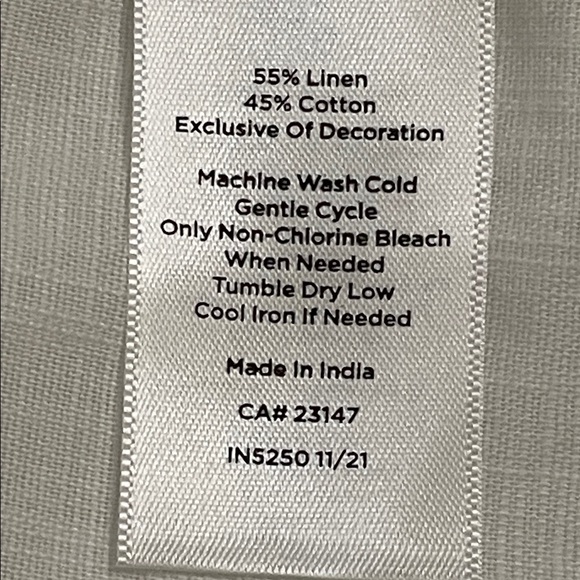 55% Linen
45% Cotton
Exclusive Of Decoration
Machine Wash Cold
Gentle Cycle
Only Non-Chlorine Bleach
When Needed
Tumble Dry Low
Cool Iron If Needed
Made In India
CA# 23147
IN5250 11/21